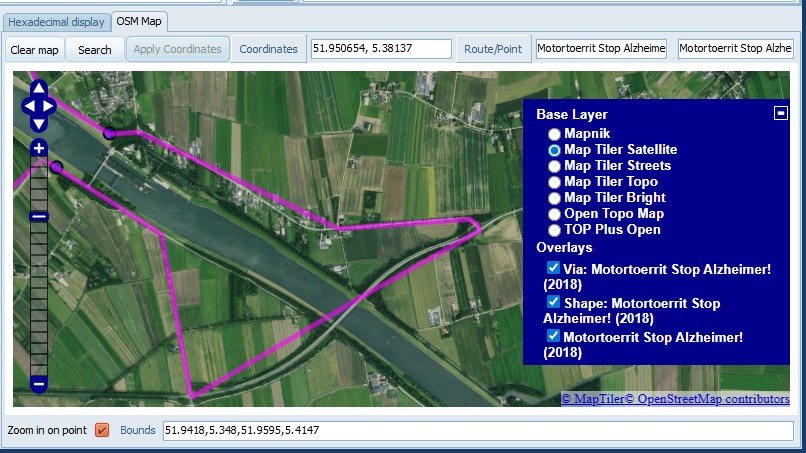 Hexadecimal display OSM Map
Clear map Search Apply Coordinates Coordinates 51.950654, 5.38137 Route/Point Motortoerrit Stop Alzheime Motortoerrit Stop Alzhe
Base Layer
Mapnik
Map Tiler Satellite
Map Tiler Streets
Map Tiler Topo
Map Tiler Bright
Open Topo Map
TOP Plus Open
Overlays
Via: Motortoerrit Stop Alzheimer!
(2018)
Shape: Motortoerrit Stop
Alzheimer! (2018)
Motortoerrit Stop Alzheimer!
(2018)
© MapTiler© OpenStreetMap contributors
Zoom in on point Bounds 51.9418,5.348,51.9595,5.4147